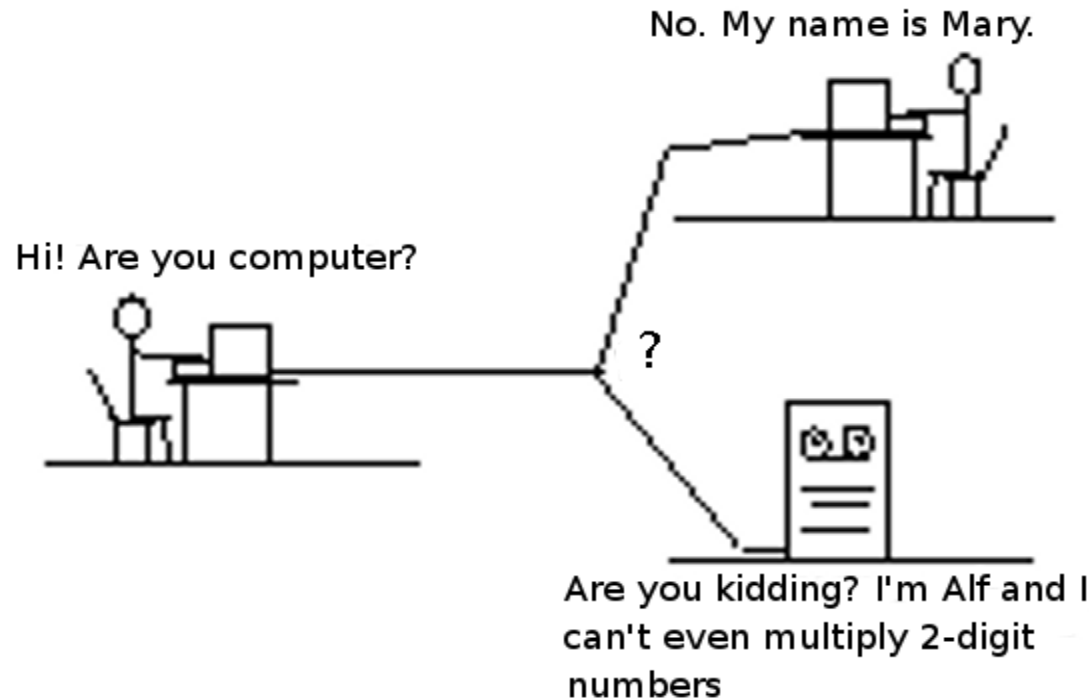 No. My name is Mary.
Hi! Are you computer?
?
Are you kidding? I'm Alf and I
can't even multiply 2-digit
numbers